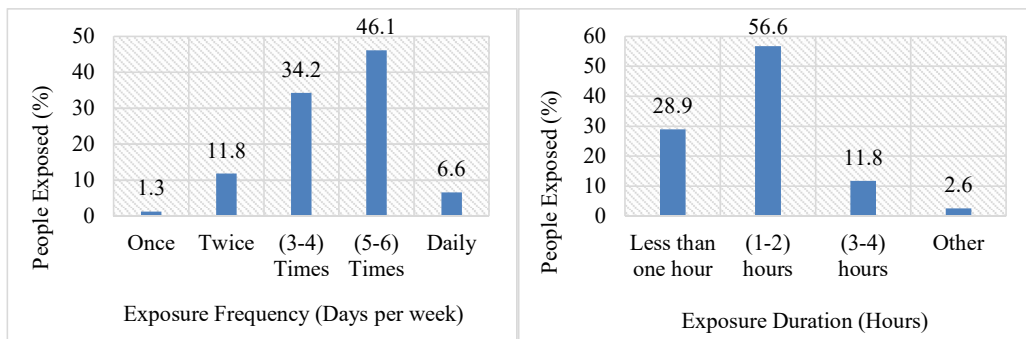 People Exposed (%)
50
40
30
20
10
0
1.3
11.8
34.2
46.1
6.6
Once
Twice
(3-4)
Times
(5-6)
Times
Daily
Exposure Frequency (Days per week)
People Exposed (%)
60
50
40
30
20
10
0
28.9
56.6
11.8
2.6
Less than
one hour
(1-2)
hours
(3-4)
hours
Other
Exposure Duration (Hours)